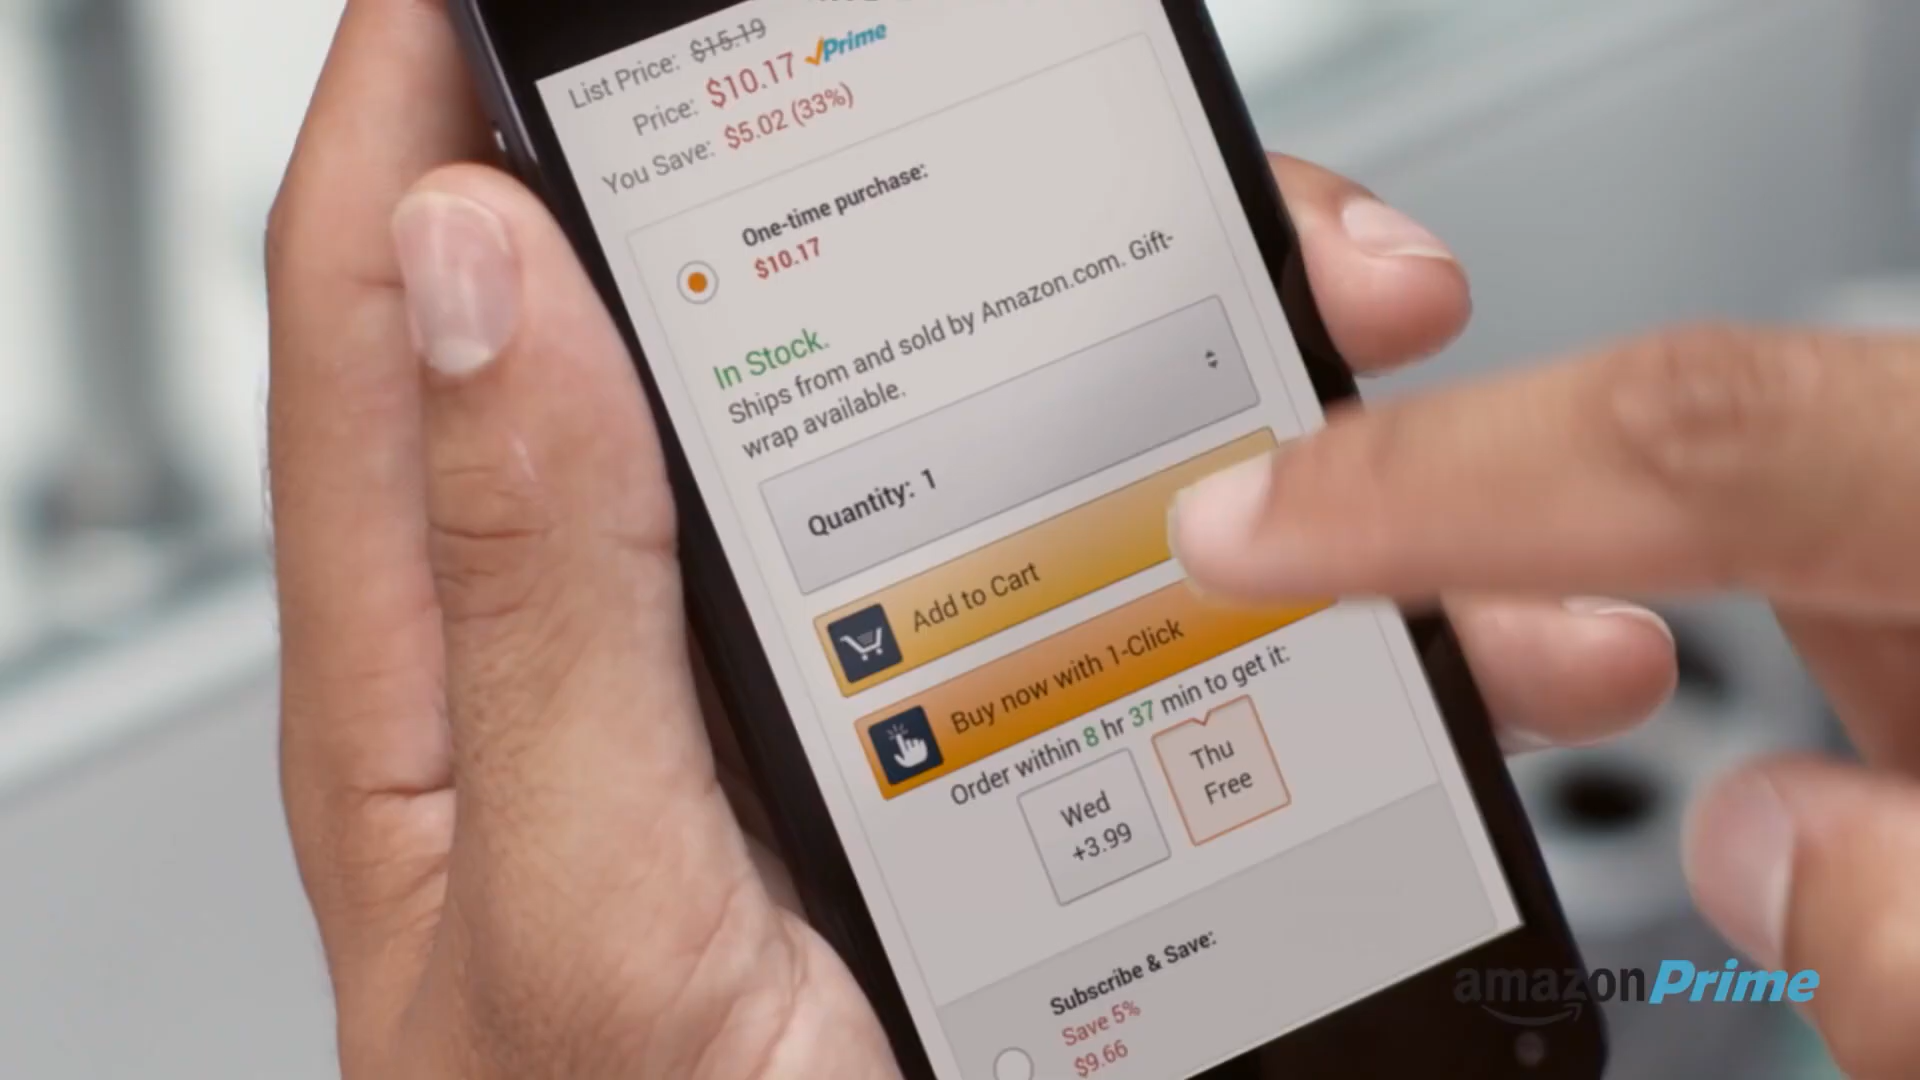 List Price: $15.19
Price: $10.17 Prime
You Save: $5.02 (33%)
One-time purchase:
$10.17
In Stock.
Ships from and sold by Amazon.com. Gift-
wrap available.
Quantity: 1
Add to Cart
Buy now with 1-Click
Order within 8 hr 37 min to get it:
Wed
+3.99
Thu
Free
Subscribe & Save:
Save 5%
$9.66
amazonPrime